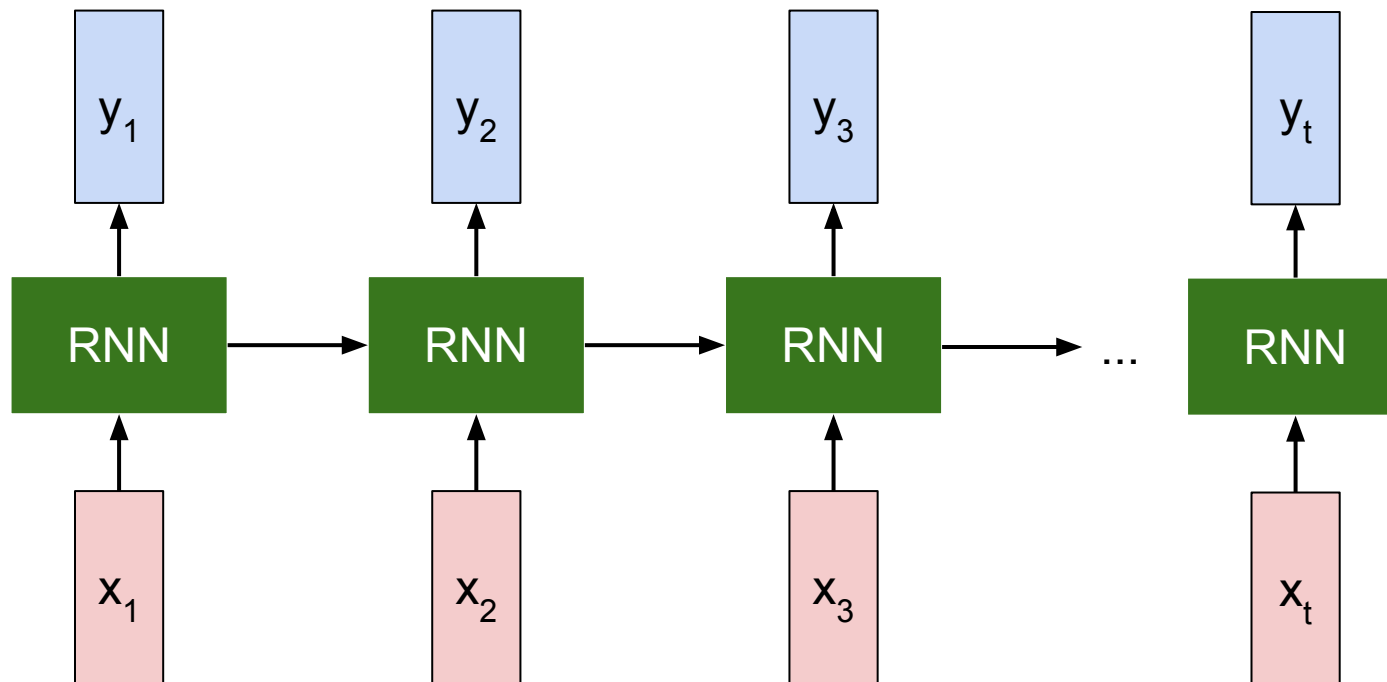 y₁ y₂ y₃ yₜ
RNN RNN RNN ... RNN
x₁ x₂ x₃ xₜ